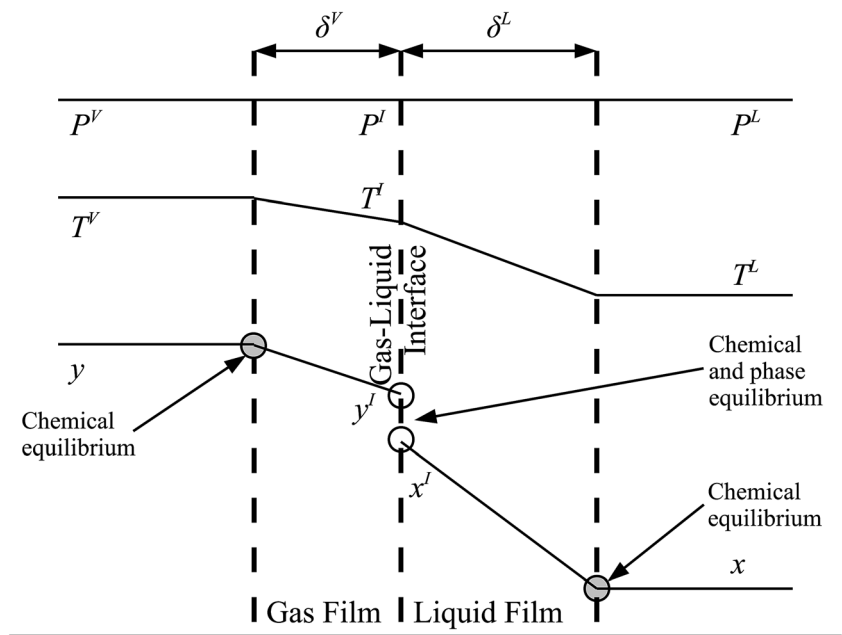 δ^V
δ^L
P^V
P^I
P^L
T^I
T^V
T^L
Gas-Liquid
Interface
y
y^I
Chemical
and phase
equilibrium
Chemical
equilibrium
x^I
Chemical
equilibrium
x
Gas Film
Liquid Film